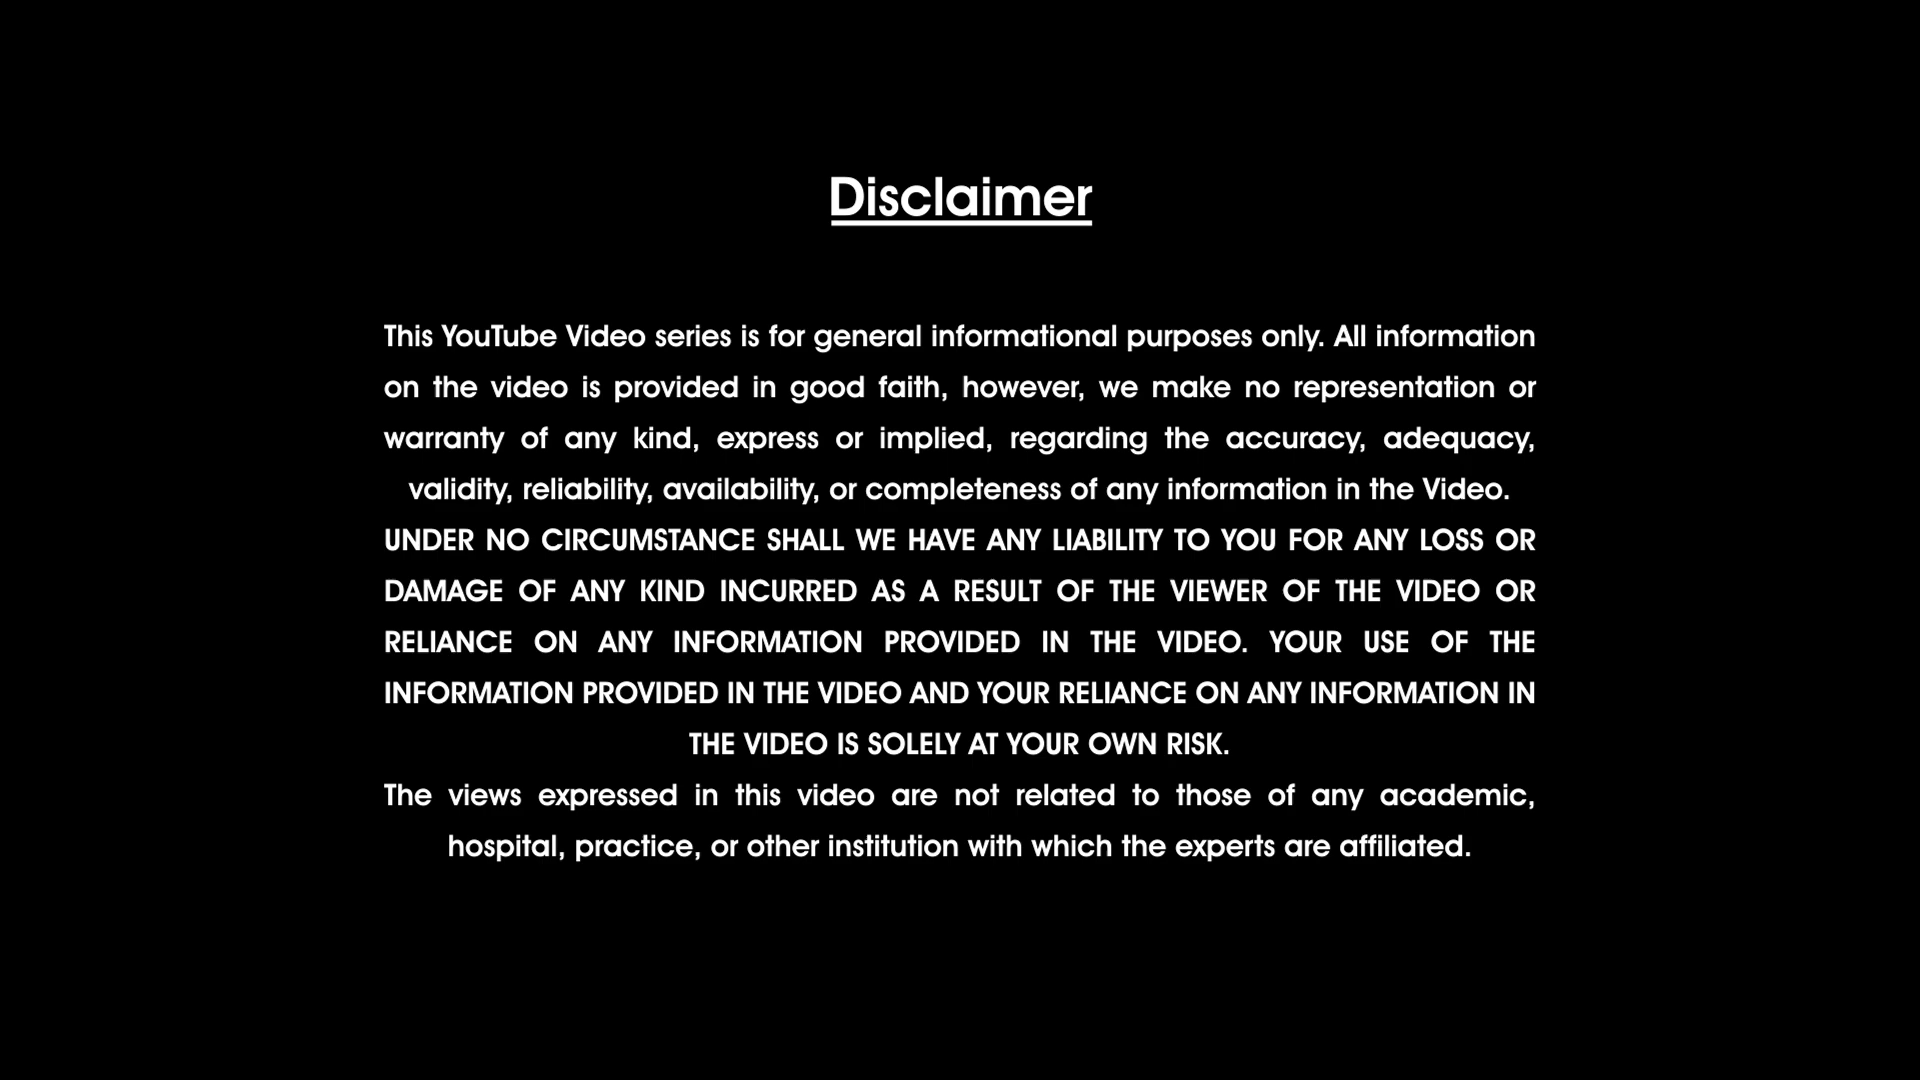 Disclaimer
This YouTube Video series is for general informational purposes only. All information
on the video is provided in good faith, however, we make no representation or
warranty of any kind, express or implied, regarding the accuracy, adequacy,
validity, reliability, availability, or completeness of any information in the Video.
UNDER NO CIRCUMSTANCE SHALL WE HAVE ANY LIABILITY TO YOU FOR ANY LOSS OR
DAMAGE OF ANY KIND INCURRED AS A RESULT OF THE VIEWER OF THE VIDEO OR
RELIANCE ON ANY INFORMATION PROVIDED IN THE VIDEO. YOUR USE OF THE
INFORMATION PROVIDED IN THE VIDEO AND YOUR RELIANCE ON ANY INFORMATION IN
THE VIDEO IS SOLELY AT YOUR OWN RISK.
The views expressed in this video are not related to those of any academic,
hospital, practice, or other institution with which the experts are affiliated.